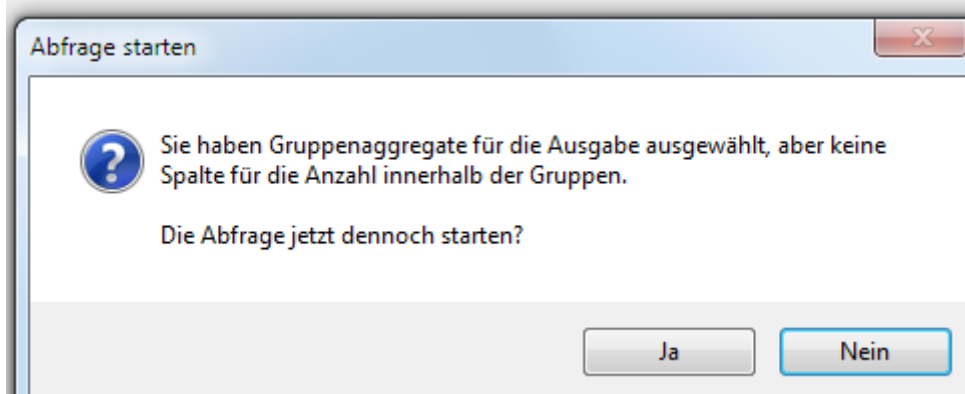 Abfrage starten
Sie haben Gruppenaggregate für die Ausgabe ausgewählt, aber keine
Spalte für die Anzahl innerhalb der Gruppen.
Die Abfrage jetzt dennoch starten?
Ja
Nein